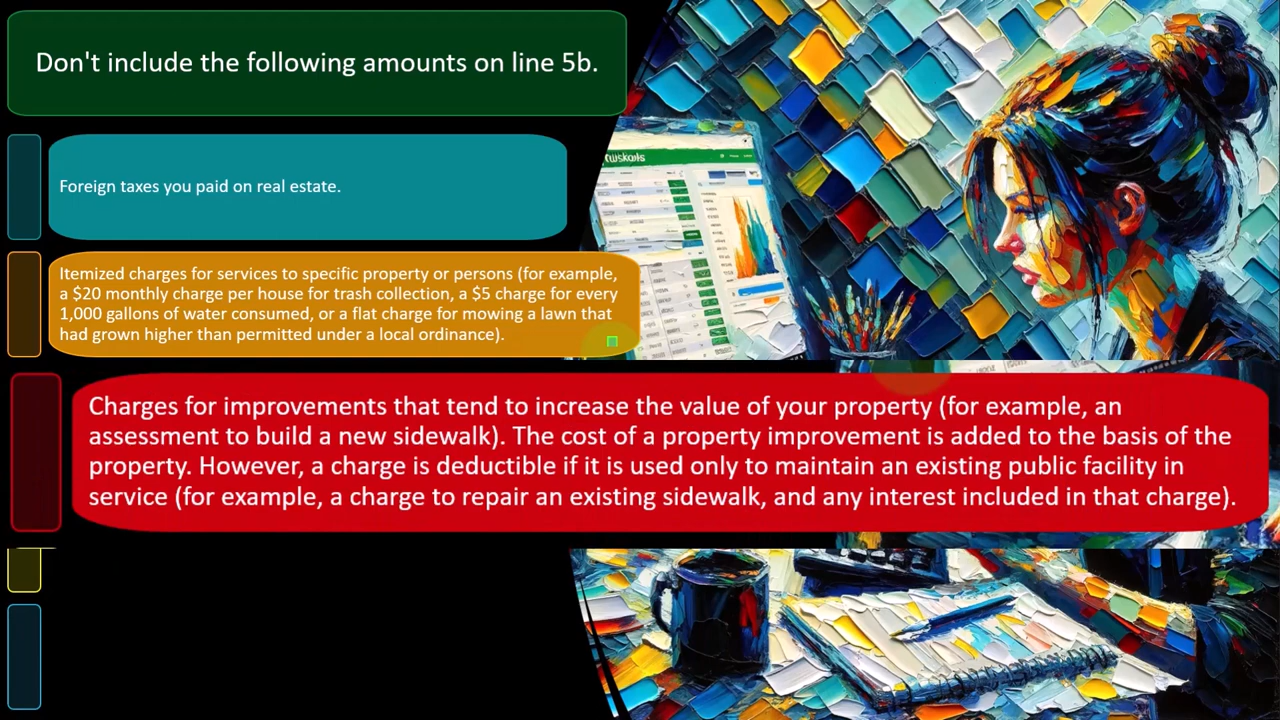 Don't include the following amounts on line 5b.
Foreign taxes you paid on real estate.
Itemized charges for services to specific property or persons (for example,
a $20 monthly charge per house for trash collection, a $5 charge for every
1,000 gallons of water consumed, or a flat charge for mowing a lawn that
had grown higher than permitted under a local ordinance).
Charges for improvements that tend to increase the value of your property (for example, an
assessment to build a new sidewalk). The cost of a property improvement is added to the basis of the
property. However, a charge is deductible if it is used only to maintain an existing public facility in
service (for example, a charge to repair an existing sidewalk, and any interest included in that charge).